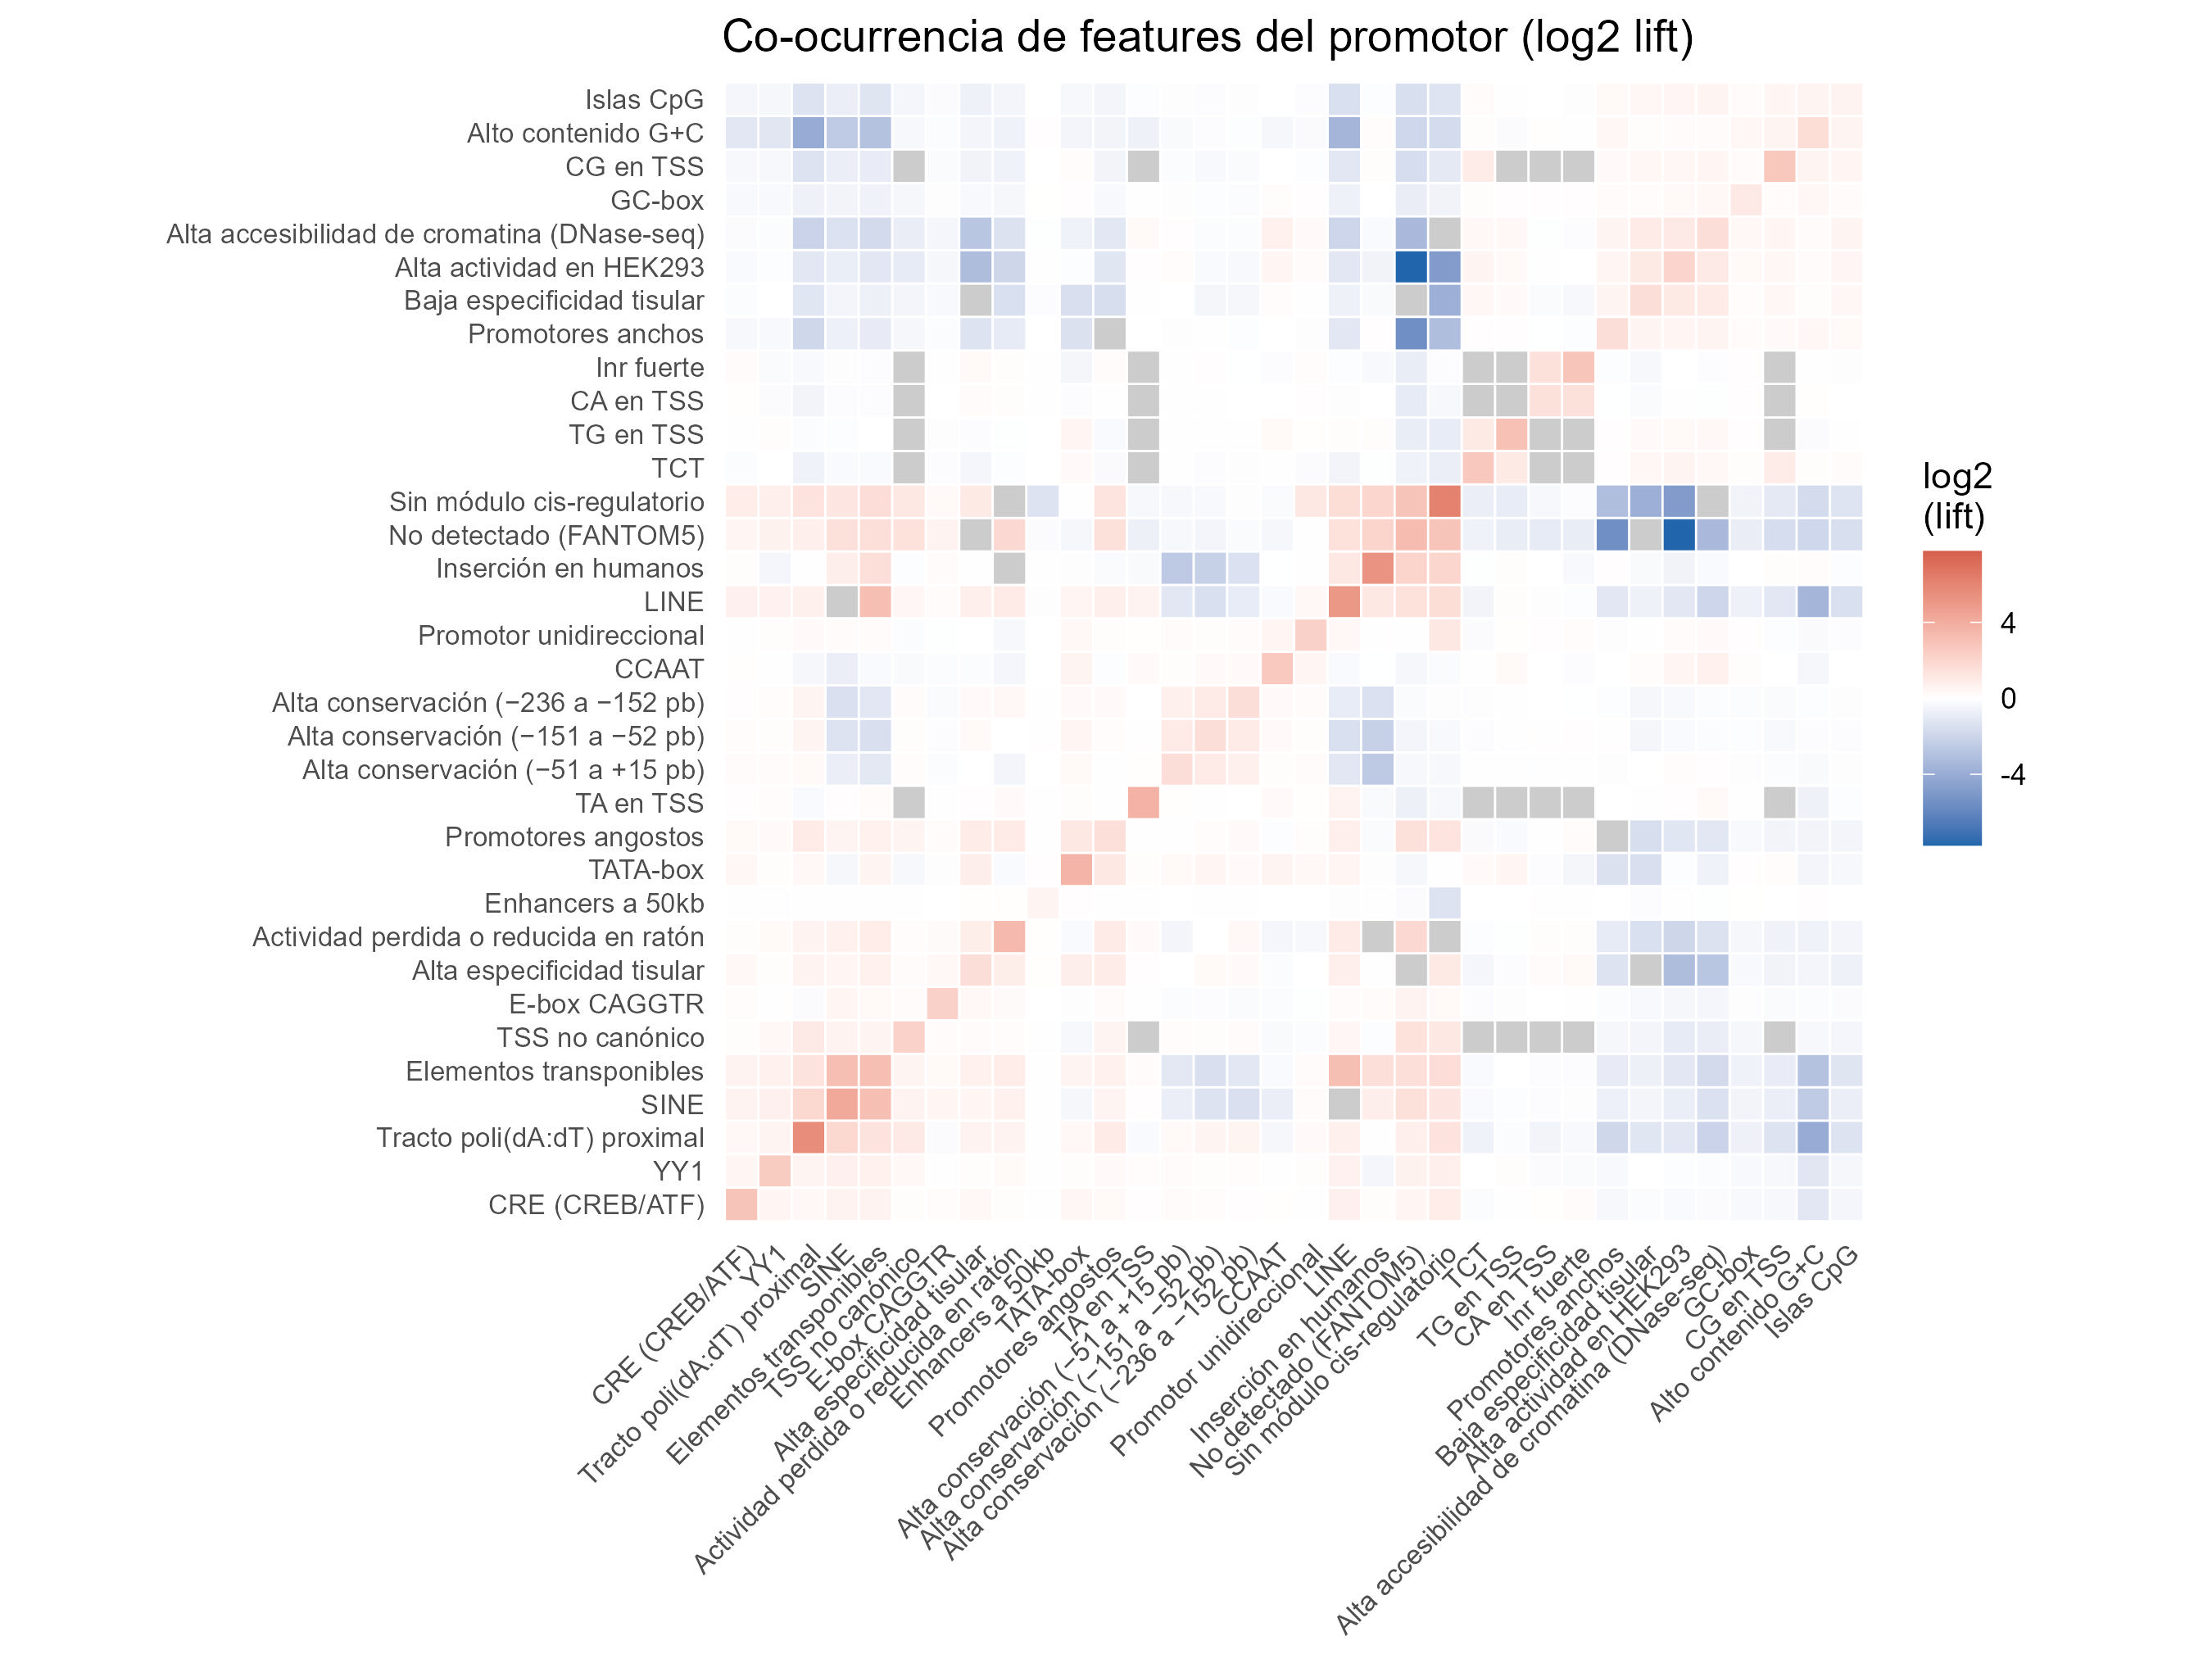 Co-ocurrencia de features del promotor (log2 lift)
Islas CpG
Alto contenido G+C
CG en TSS
GC-box
Alta accesibilidad de cromatina (DNase-seq)
Alta actividad en HEK293
Baja especificidad tisular
Promotores anchos
Inr fuerte
CA en TSS
TG en TSS
TCT
Sin módulo cis-regulatorio
No detectado (FANTOM5)
Inserción en humanos
LINE
Promotor unidireccional
CCAAT
Alta conservación (−236 a −152 pb)
Alta conservación (−151 a −52 pb)
Alta conservación (−51 a +15 pb)
TA en TSS
Promotores angostos
TATA-box
Enhancers a 50kb
Actividad perdida o reducida en ratón
Alta especificidad tisular
E-box CAGGTR
TSS no canónico
Elementos transponibles
SINE
Tracto poli(dA:dT) proximal
YY1
CRE (CREB/ATF)
CRE (CREB/ATF)
YY1
Tracto poli(dA:dT) proximal
SINE
Elementos transponibles
TSS no canónico
E-box CAGGTR
Alta especificidad tisular
Actividad perdida o reducida en ratón
Enhancers a 50kb
TATA-box
Promotores angostos
TA en TSS
Alta conservación (−51 a +15 pb)
Alta conservación (−151 a −52 pb)
Alta conservación (−236 a −152 pb)
CCAAT
Promotor unidireccional
LINE
Inserción en humanos
No detectado (FANTOM5)
Sin módulo cis-regulatorio
TCT
TG en TSS
CA en TSS
Inr fuerte
Promotores anchos
Baja especificidad tisular
Alta actividad en HEK293
Alta accesibilidad de cromatina (DNase-seq)
GC-box
CG en TSS
Alto contenido G+C
Islas CpG
log2
(lift)
4
0
-4